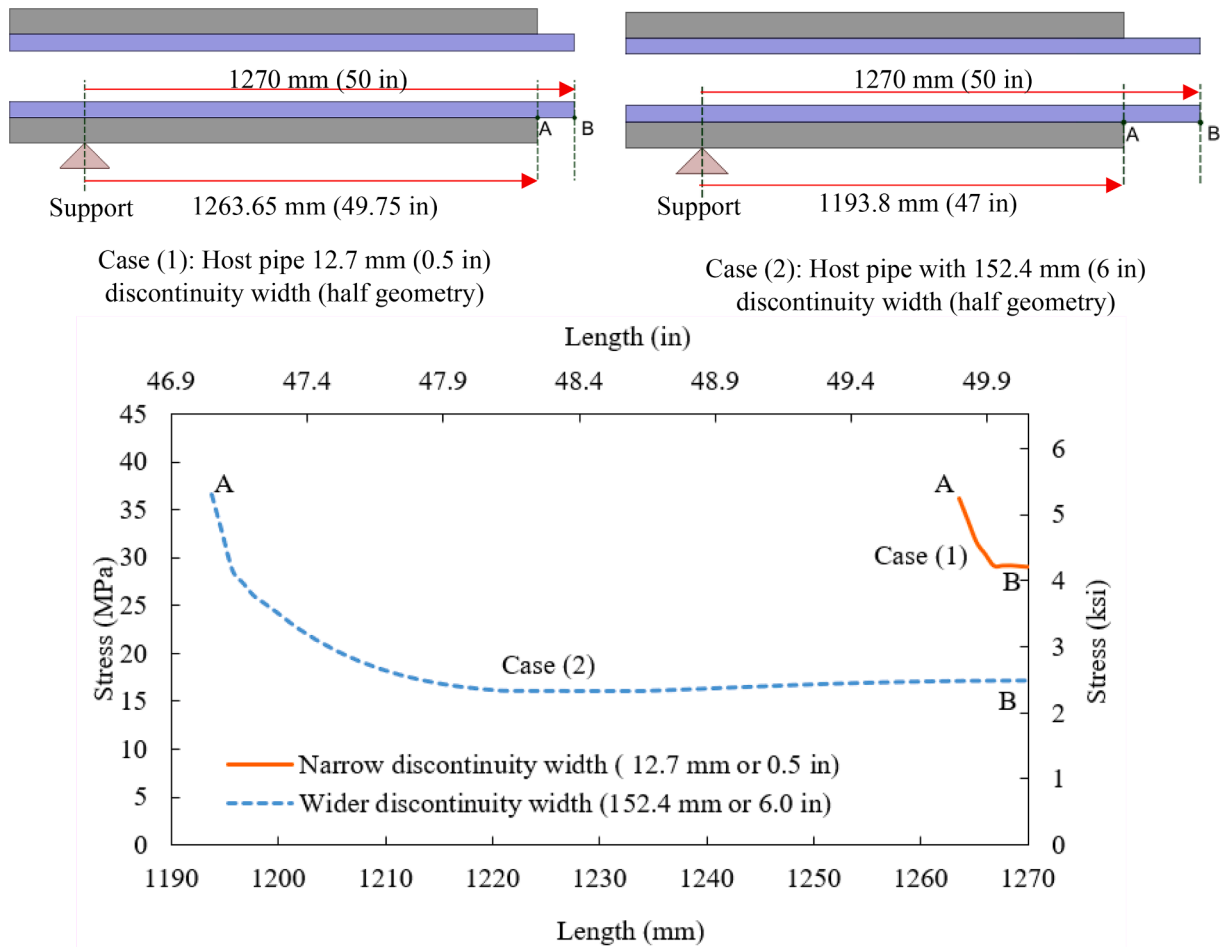 1270 mm (50 in)
A
B
Support
1263.65 mm (49.75 in)
Case (1): Host pipe 12.7 mm (0.5 in)
discontinuity width (half geometry)
1270 mm (50 in)
A
B
Support
1193.8 mm (47 in)
Case (2): Host pipe with 152.4 mm (6 in)
discontinuity width (half geometry)
Length (in)
46.9 47.4 47.9 48.4 48.9 49.4 49.9
Stress (MPa)
45
40
35
30
25
20
15
10
5
0
A
A
Case (1)
B
Case (2)
B
Narrow discontinuity width ( 12.7 mm or 0.5 in)
Wider discontinuity width (152.4 mm or 6.0 in)
6
5
4
3
2
1
0
Stress (ksi)
1190 1200 1210 1220 1230 1240 1250 1260 1270
Length (mm)